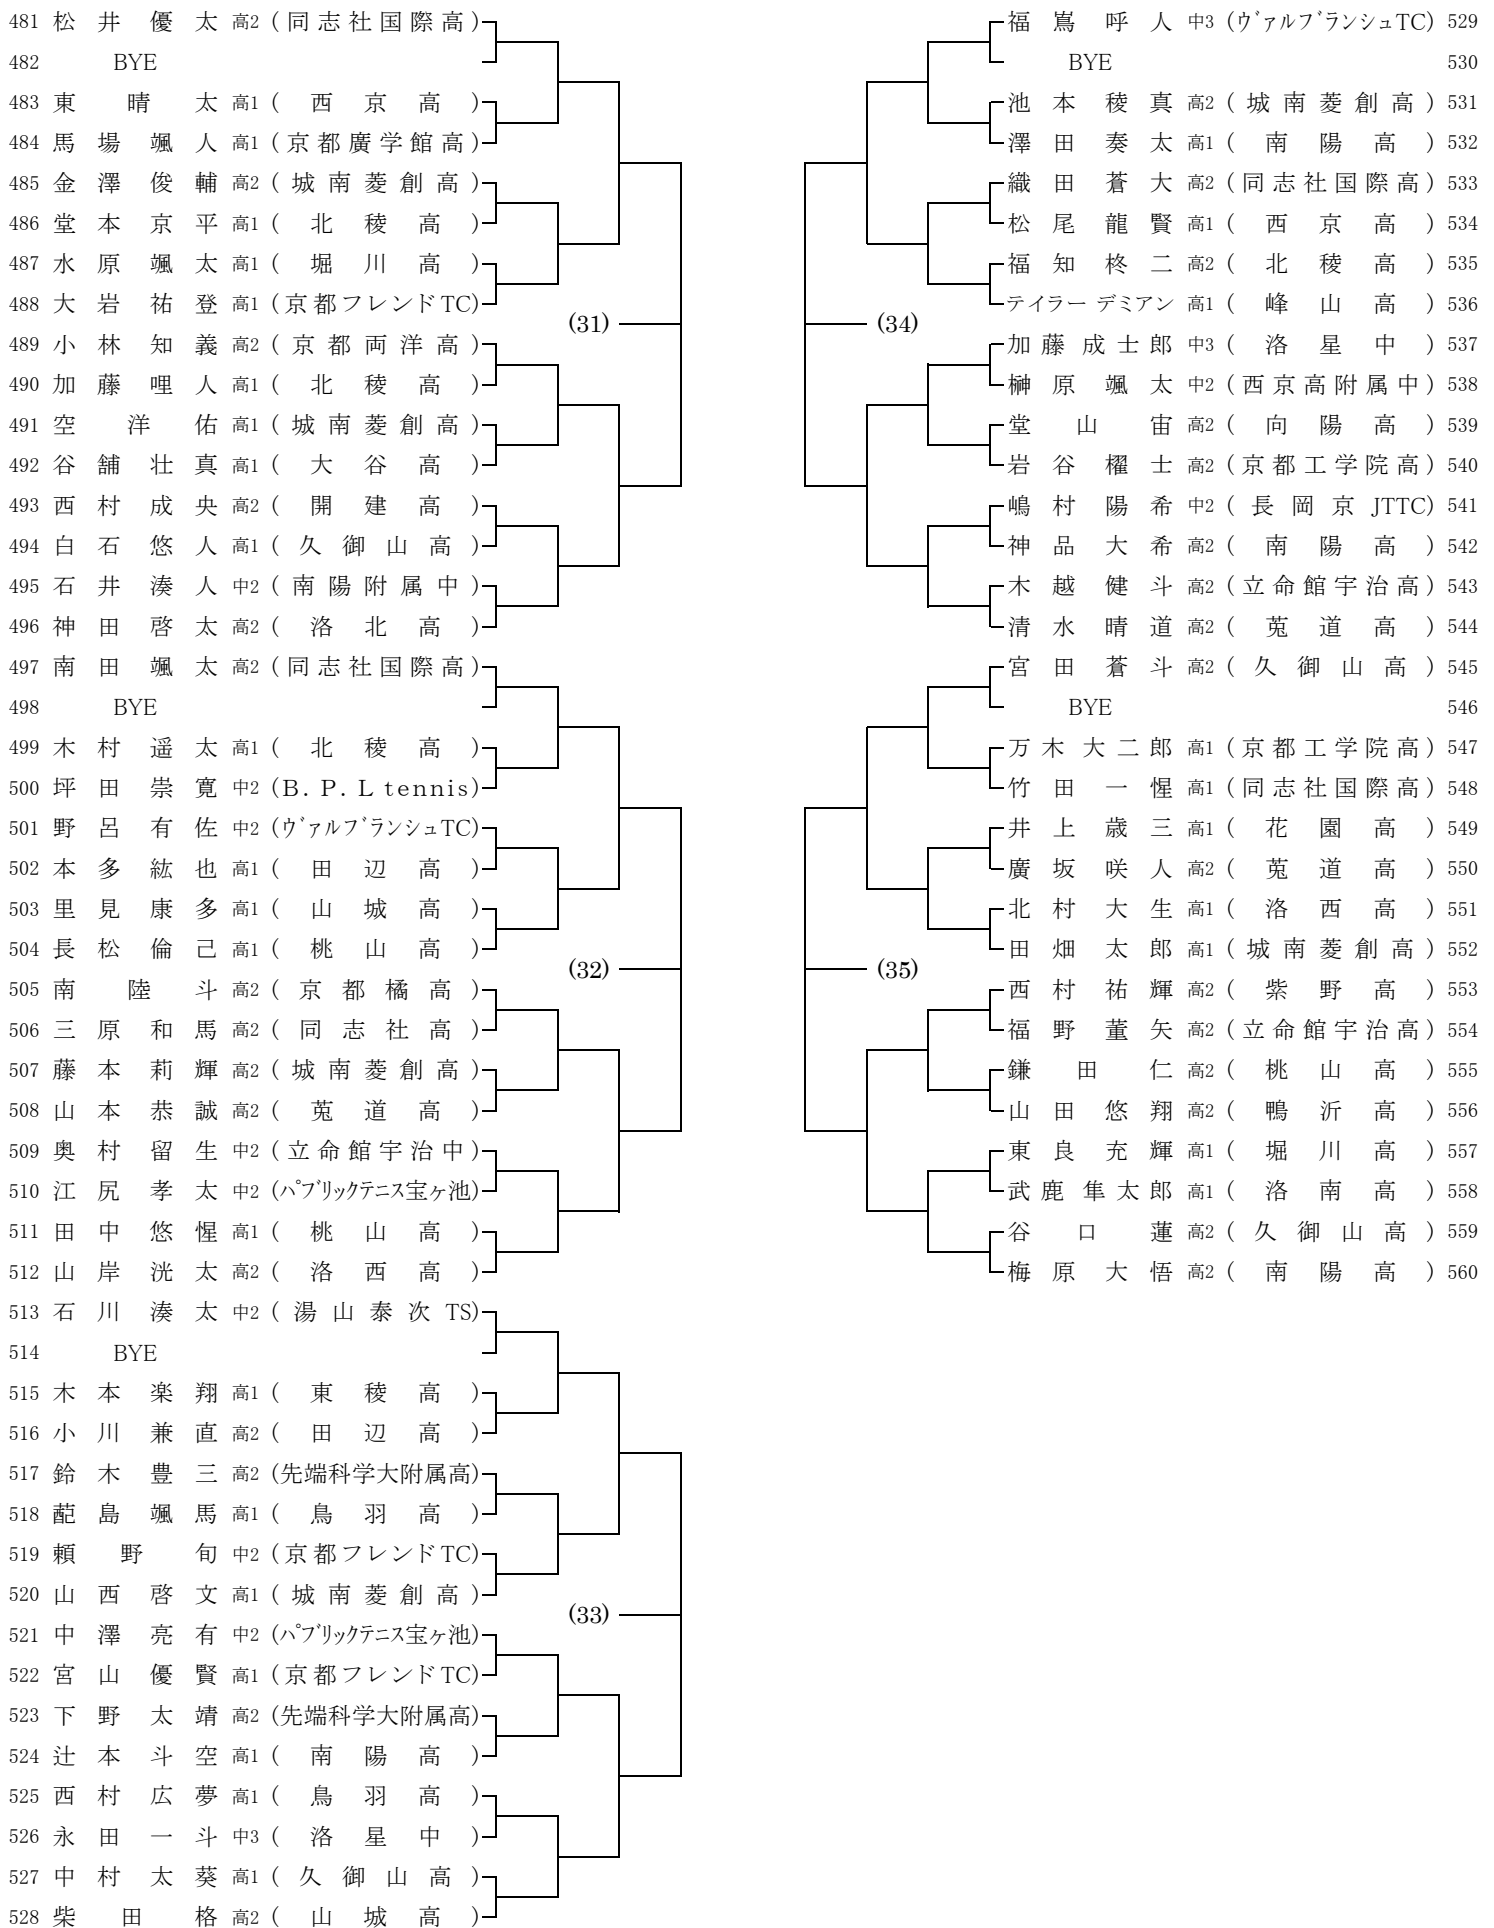 481 松井優太 高2 (同志社国際高)
482 BYE
483 東晴太 高1 (西京高)
484 馬場颯人 高1 (京都廣学館高)
485 金澤俊輔 高2 (城南菱創高)
486 堂本京平 高1 (北稜高)
487 水原颯太 高1 (堀川高)
488 大岩祐登 高1 (京都フレンドTC)
(31)
489 小林知義 高2 (京都両洋高)
490 加藤哩人 高1 (北稜高)
491 空洋佑 高1 (城南菱創高)
492 谷舗壮真 高1 (大谷高)
493 西村成央 高2 (開建高)
494 白石悠人 高1 (久御山高)
495 石井湊人 中2 (南陽附属中)
496 神田啓太 高2 (洛北高)
497 南田颯太 高2 (同志社国際高)
498 BYE
499 木村遥太 高1 (北稜高)
500 坪田崇寛 中2 (B. P. L tennis)
501 野呂有佐 中2 (ヴァルブランシュTC)
502 本多紘也 高1 (田辺高)
503 里見康多 高1 (山城高)
504 長松倫己 高1 (桃山高)
(32)
505 南陸斗 高2 (京都橘高)
506 三原和馬 高2 (同志社高)
507 藤本莉輝 高2 (城南菱創高)
508 山本恭誠 高2 (莵道高)
509 奥村留生 中2 (立命館宇治中)
510 江尻孝太 中2 (パブリックテニス宝ヶ池)
511 田中悠惺 高1 (桃山高)
512 山岸洸太 高2 (洛西高)
513 石川湊太 中2 (湯山泰次TS)
514 BYE
515 木本楽翔 高1 (東稜高)
516 小川兼直 高2 (田辺高)
517 鈴木豊三 高2 (先端科学大附属高)
518 蓜島颯馬 高1 (鳥羽高)
519 頼野旬 中2 (京都フレンドTC)
520 山西啓文 高1 (城南菱創高)
(33)
521 中澤亮有 中2 (パブリックテニス宝ヶ池)
522 宮山優賢 高1 (京都フレンドTC)
523 下野太靖 高2 (先端科学大附属高)
524 辻本斗空 高1 (南陽高)
525 西村広夢 高1 (鳥羽高)
526 永田一斗 中3 (洛星中)
527 中村太葵 高1 (久御山高)
528 柴田格 高2 (山城高)
福嶌呼人 中3 (ヴァルブランシュTC) 529
BYE 530
池本稜真 高2 (城南菱創高) 531
澤田奏太 高1 (南陽高) 532
織田蒼大 高2 (同志社国際高) 533
松尾龍賢 高1 (西京高) 534
福知柊二 高2 (北稜高) 535
テイラー デミアン 高1 (峰山高) 536
(34)
加藤成士郎 中3 (洛星中) 537
榊原颯太 中2 (西京高附属中) 538
堂山宙 高2 (向陽高) 539
岩谷櫂士 高2 (京都工学院高) 540
嶋村陽希 中2 (長岡京JTTC) 541
神品大希 高2 (南陽高) 542
木越健斗 高2 (立命館宇治高) 543
清水晴道 高2 (莵道高) 544
宮田蒼斗 高2 (久御山高) 545
BYE 546
万木大二郎 高1 (京都工学院高) 547
竹田一惺 高1 (同志社国際高) 548
井上歳三 高1 (花園高) 549
廣坂咲人 高2 (莵道高) 550
北村大生 高1 (洛西高) 551
田畑太郎 高1 (城南菱創高) 552
(35)
西村祐輝 高2 (紫野高) 553
福野董矢 高2 (立命館宇治高) 554
鎌田仁 高2 (桃山高) 555
山田悠翔 高2 (鴨沂高) 556
東良充輝 高1 (堀川高) 557
武鹿隼太郎 高1 (洛南高) 558
谷口蓮 高2 (久御山高) 559
梅原大悟 高2 (南陽高) 560